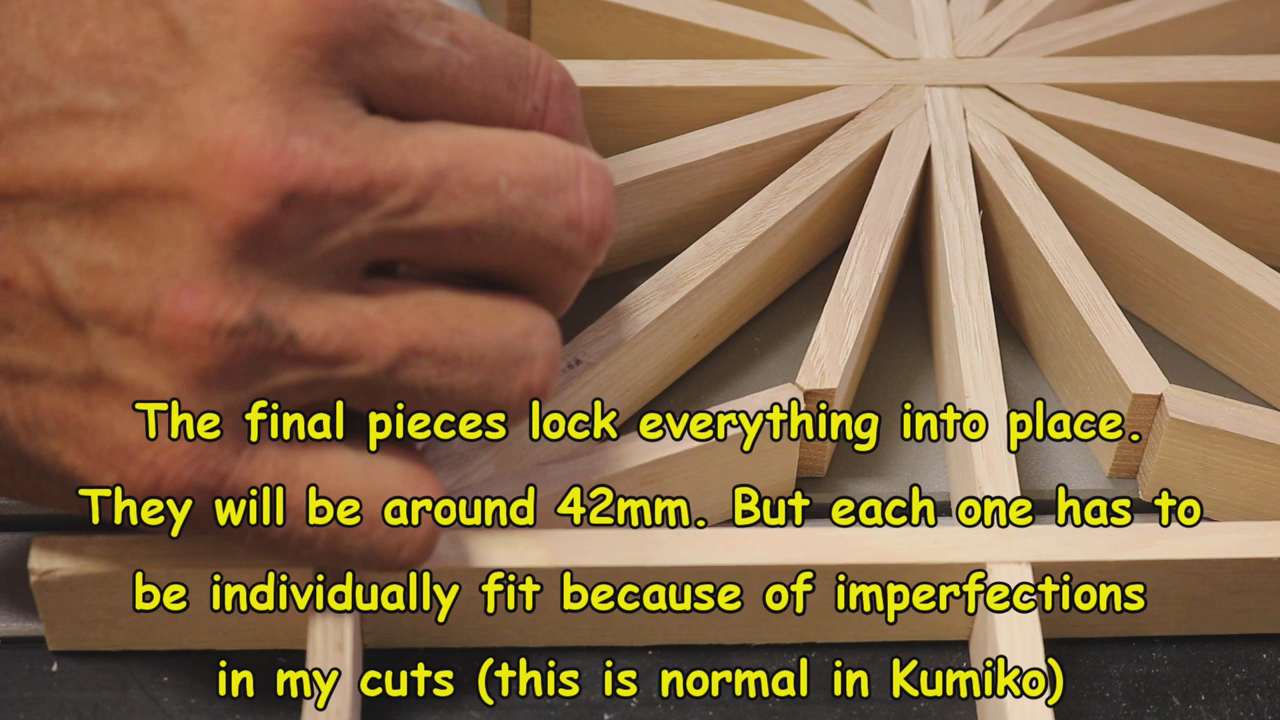 The final pieces lock everything into place.
They will be around 42mm. But each one has to
be individually fit because of imperfections
in my cuts (this is normal in Kumiko)